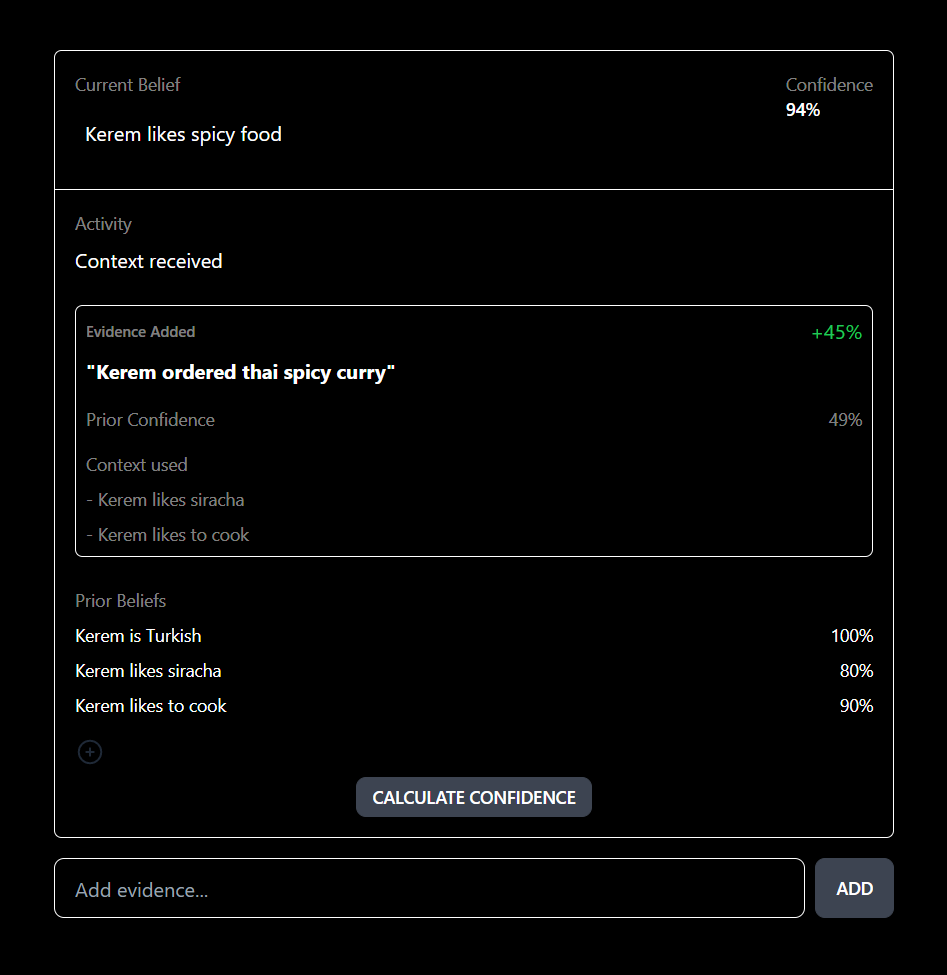 Current Belief
Confidence
94%
Kerem likes spicy food
Activity
Context received
Evidence Added
+45%
"Kerem ordered thai spicy curry"
Prior Confidence
49%
Context used
- Kerem likes siracha
- Kerem likes to cook
Prior Beliefs
Kerem is Turkish
100%
Kerem likes siracha
80%
Kerem likes to cook
90%
CALCULATE CONFIDENCE
Add evidence...
ADD